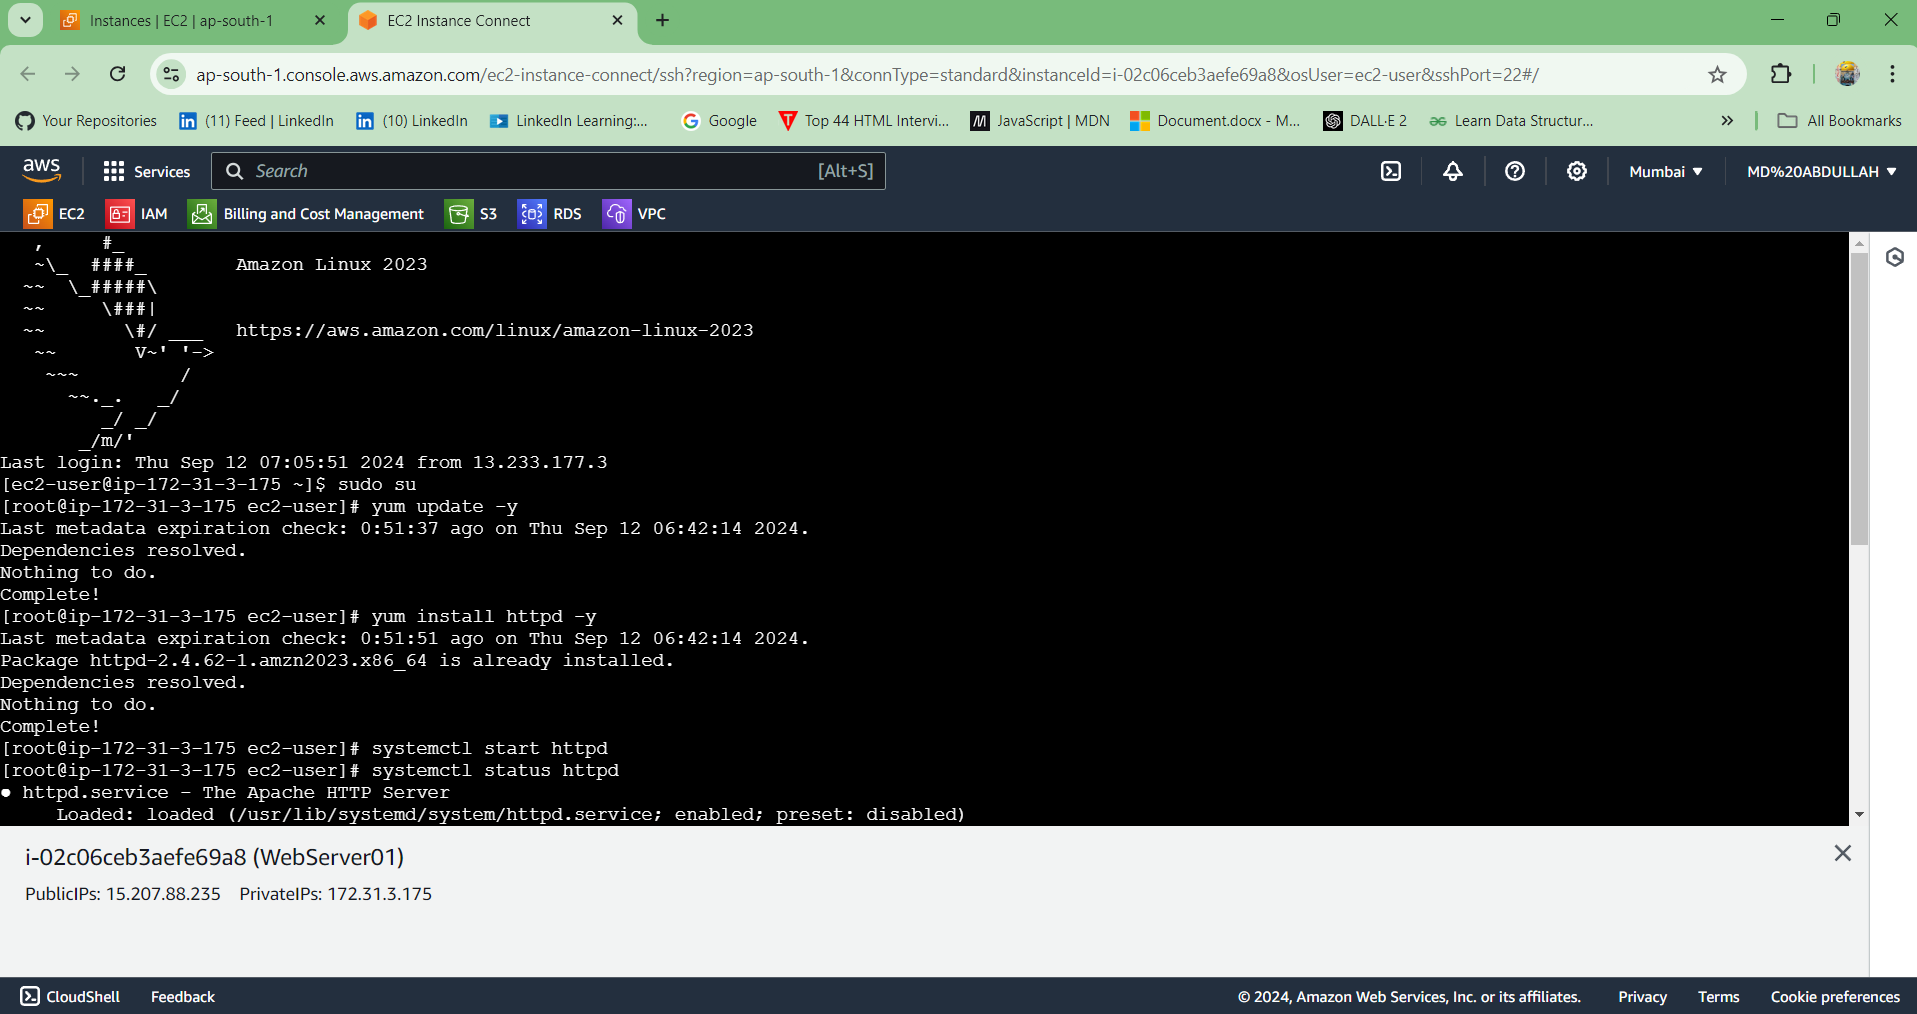 Instances | EC2 | ap-south-1
EC2 Instance Connect
ap-south-1.console.aws.amazon.com/ec2-instance-connect/ssh?region=ap-south-1&connType=standard&instanceId=i-02c06ceb3aefe69a8&osUser=ec2-user&sshPort=22#/
Your Repositories
(11) Feed | LinkedIn
(10) LinkedIn
LinkedIn Learning:...
Google
Top 44 HTML Intervi...
JavaScript | MDN
Document.docx - M...
DALL·E 2
Learn Data Structur...
All Bookmarks
aws
Services
Search
[Alt+S]
Mumbai
MD%20ABDULLAH
EC2
IAM
Billing and Cost Management
S3
RDS
VPC
   ,     #_
   ~\_  ####_        Amazon Linux 2023
  ~~  \_#####\
  ~~     \###|
  ~~       \#/ ___   https://aws.amazon.com/linux/amazon-linux-2023
   ~~       V~' '->
    ~~~         /
      ~~._.   _/
         _/ _/
       _/m/'
Last login: Thu Sep 12 07:05:51 2024 from 13.233.177.3
[ec2-user@ip-172-31-3-175 ~]$ sudo su
[root@ip-172-31-3-175 ec2-user]# yum update -y
Last metadata expiration check: 0:51:37 ago on Thu Sep 12 06:42:14 2024.
Dependencies resolved.
Nothing to do.
Complete!
[root@ip-172-31-3-175 ec2-user]# yum install httpd -y
Last metadata expiration check: 0:51:51 ago on Thu Sep 12 06:42:14 2024.
Package httpd-2.4.62-1.amzn2023.x86_64 is already installed.
Dependencies resolved.
Nothing to do.
Complete!
[root@ip-172-31-3-175 ec2-user]# systemctl start httpd
[root@ip-172-31-3-175 ec2-user]# systemctl status httpd
● httpd.service - The Apache HTTP Server
     Loaded: loaded (/usr/lib/systemd/system/httpd.service; enabled; preset: disabled)
i-02c06ceb3aefe69a8 (WebServer01)
PublicIPs: 15.207.88.235 PrivateIPs: 172.31.3.175
CloudShell
Feedback
© 2024, Amazon Web Services, Inc. or its affiliates.
Privacy
Terms
Cookie preferences